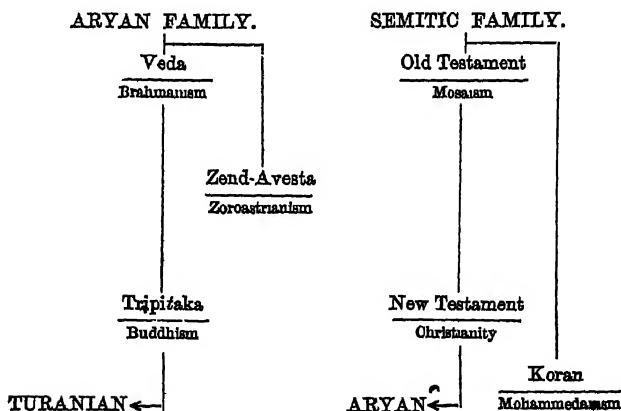 ARYAN FAMILY.
Veda
Brahmanism
Zend-Avesta
Zoroastrianism
Tripitaka
Buddhism
TURANIAN
SEMITIC FAMILY.
Old Testament
Mosaism
New Testament
Christianity
ARYAN
Koran
Mohammedanism